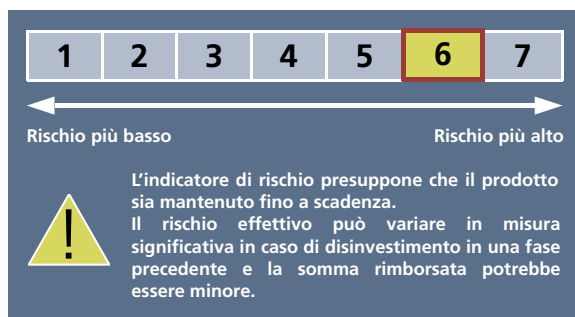 1 2 3 4 5 6 7
Rischio più basso Rischio più alto
L'indicatore di rischio presuppone che il prodotto
sia mantenuto fino a scadenza.
Il rischio effettivo può variare in misura
significativa in caso di disinvestimento in una fase
precedente e la somma rimborsata potrebbe
essere minore.
!